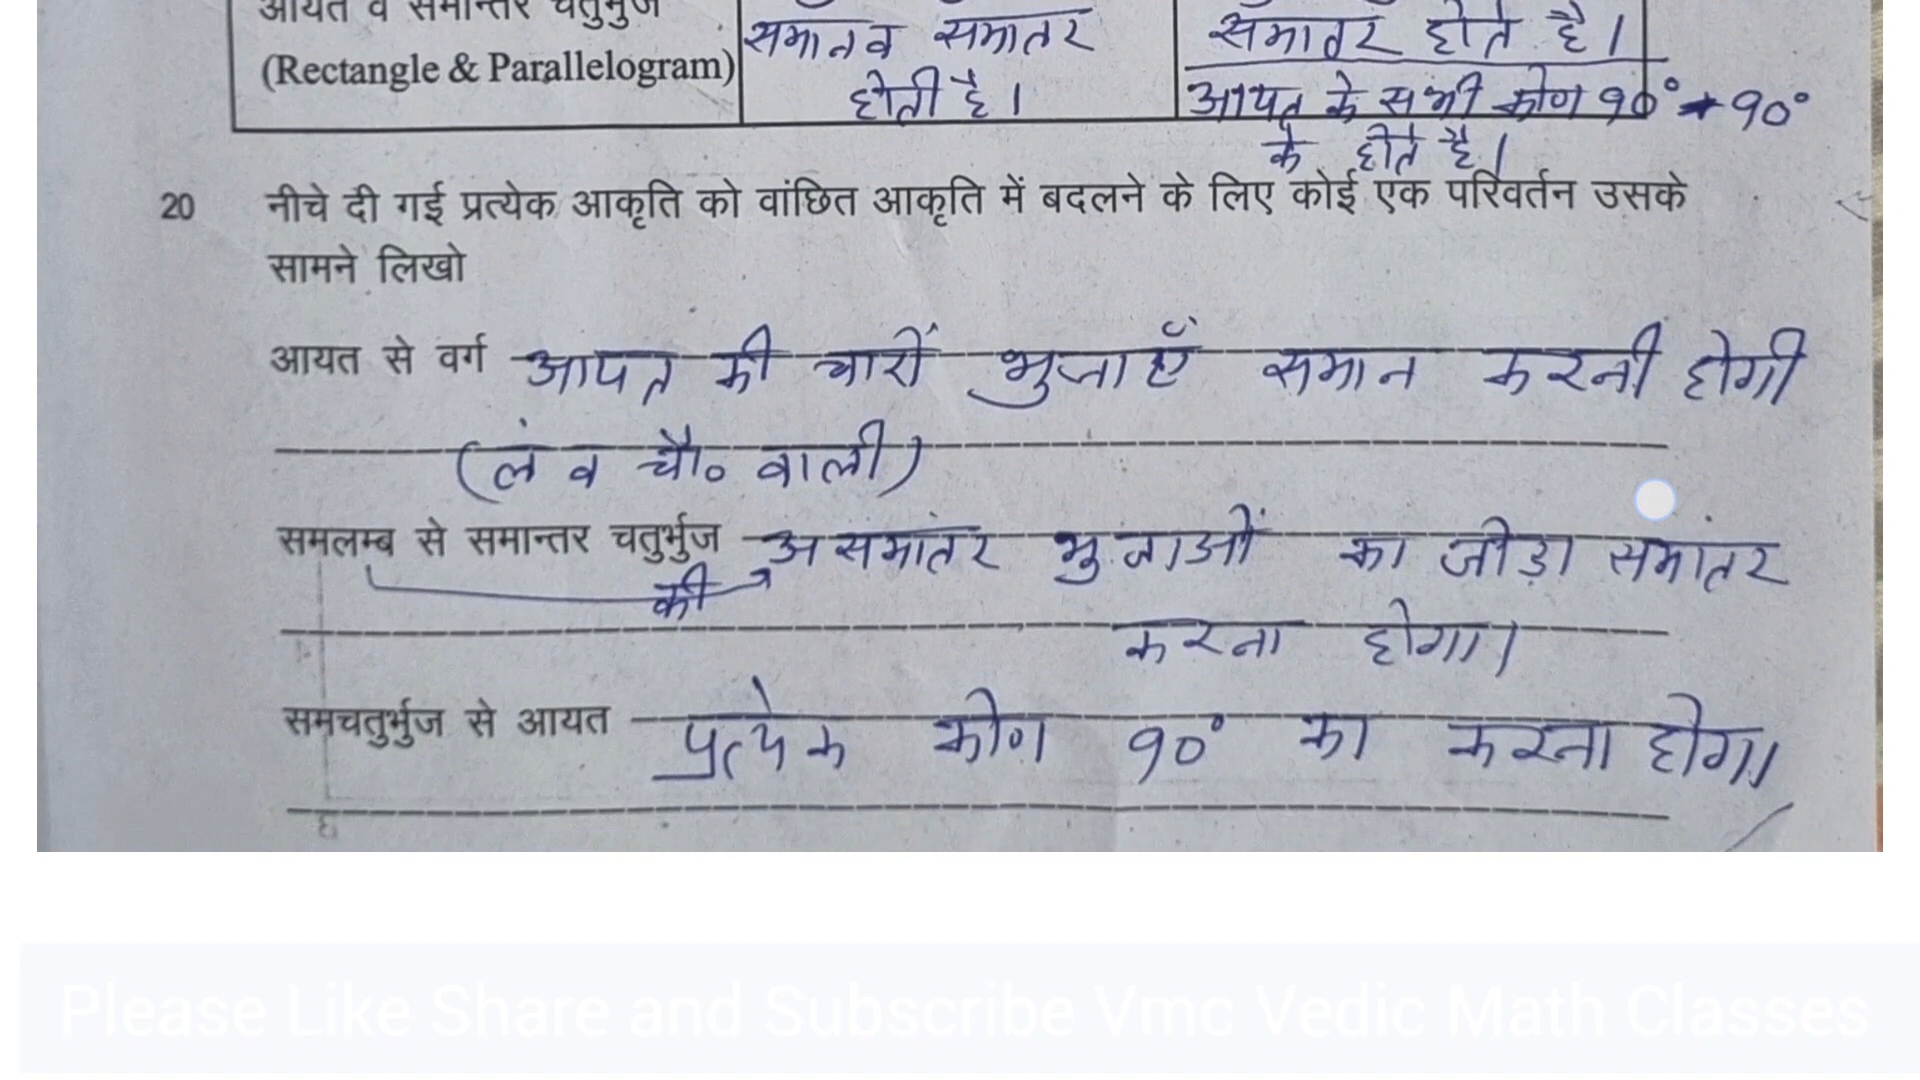 आयत व समान्तर चतुर्भुज
(Rectangle & Parallelogram)
समान व समातर
होती है।
समांतर होते है।
आयत के सभी कोण 90° 90°
के होते है।
20 नीचे दी गई प्रत्येक आकृति को वांछित आकृति में बदलने के लिए कोई एक परिवर्तन उसके
सामने लिखो
आयत से वर्ग आयत की चारों भुजाएँ समान करनी होगी
(लं व चौ० वाली)
समलम्ब से समान्तर चतुर्भुज असमांतर भुजाओं का जोड़ा समांतर
की
करना होगा।
समचतुर्भुज से आयत प्रत्येक कोण 90° का करना होगा।
Please Like Share and Subscribe Vmc Vedic Math Classes